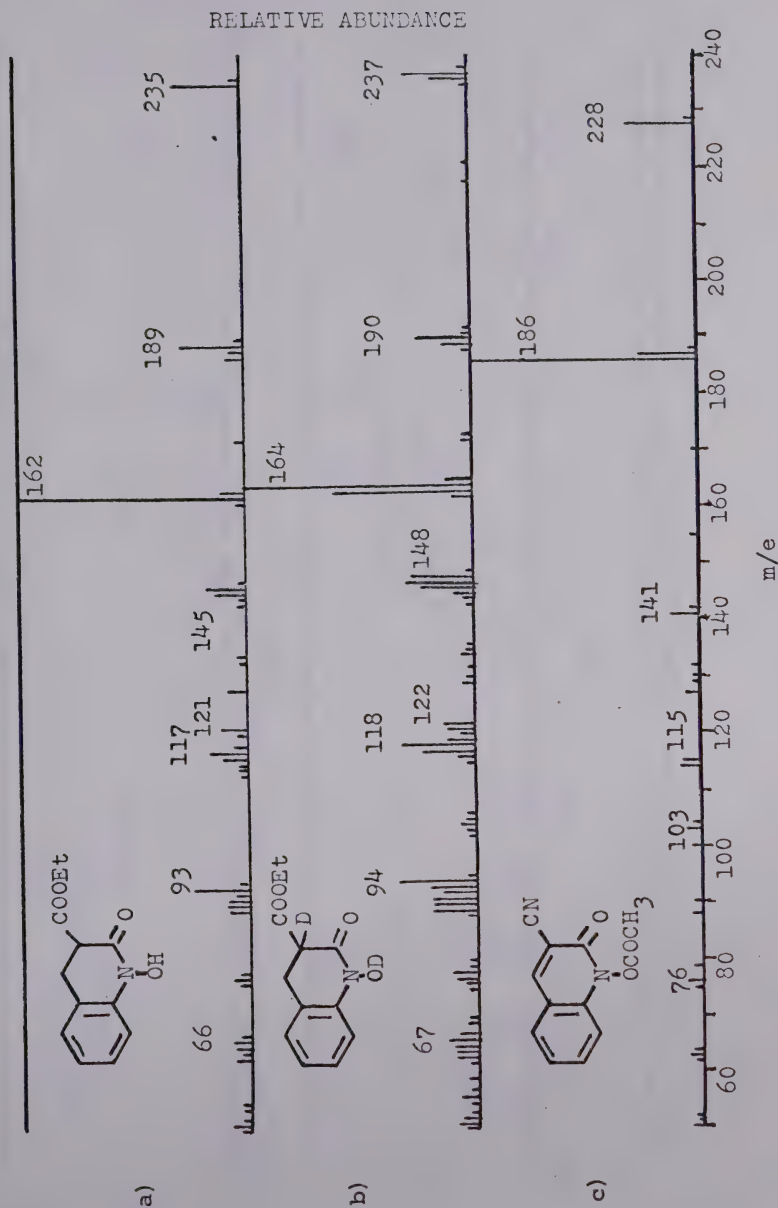 RELATIVE ABUNDANCE
a)
66
93
117
121
145
162
189
235
COOEt
N
O
OH
b)
67
94
118
122
148
164
190
237
COOEt
D
N
O
OD
c)
76
103
115
141
186
228
CN
N
O
OCOCH3
60
80
100
120
140
160
180
200
220
240
m/e